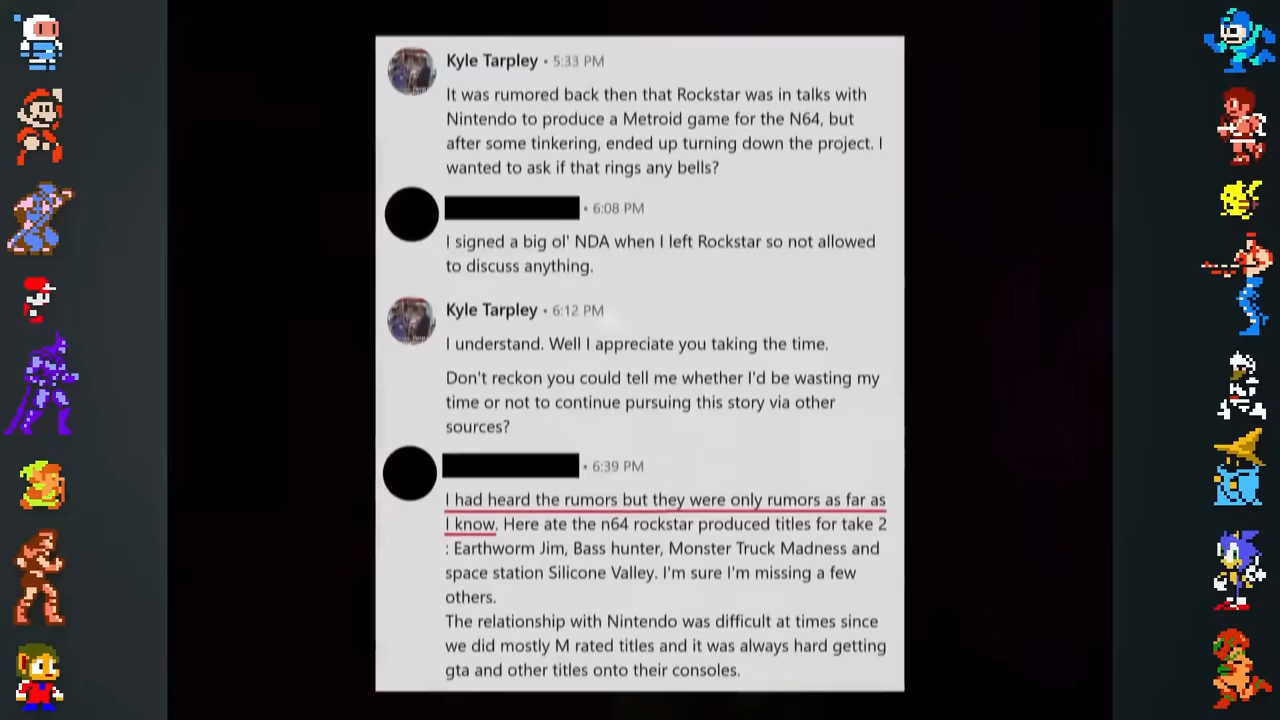 Kyle Tarpley • 5:33 PM
It was rumored back then that Rockstar was in talks with
Nintendo to produce a Metroid game for the N64, but
after some tinkering, ended up turning down the project. I
wanted to ask if that rings any bells?
• 6:08 PM
I signed a big ol' NDA when I left Rockstar so not allowed
to discuss anything.
Kyle Tarpley • 6:12 PM
I understand. Well I appreciate you taking the time.
Don't reckon you could tell me whether I'd be wasting my
time or not to continue pursuing this story via other
sources?
• 6:39 PM
I had heard the rumors but they were only rumors as far as
I know. Here ate the n64 rockstar produced titles for take 2
: Earthworm Jim, Bass hunter, Monster Truck Madness and
space station Silicone Valley. I'm sure I'm missing a few
others.
The relationship with Nintendo was difficult at times since
we did mostly M rated titles and it was always hard getting
gta and other titles onto their consoles.